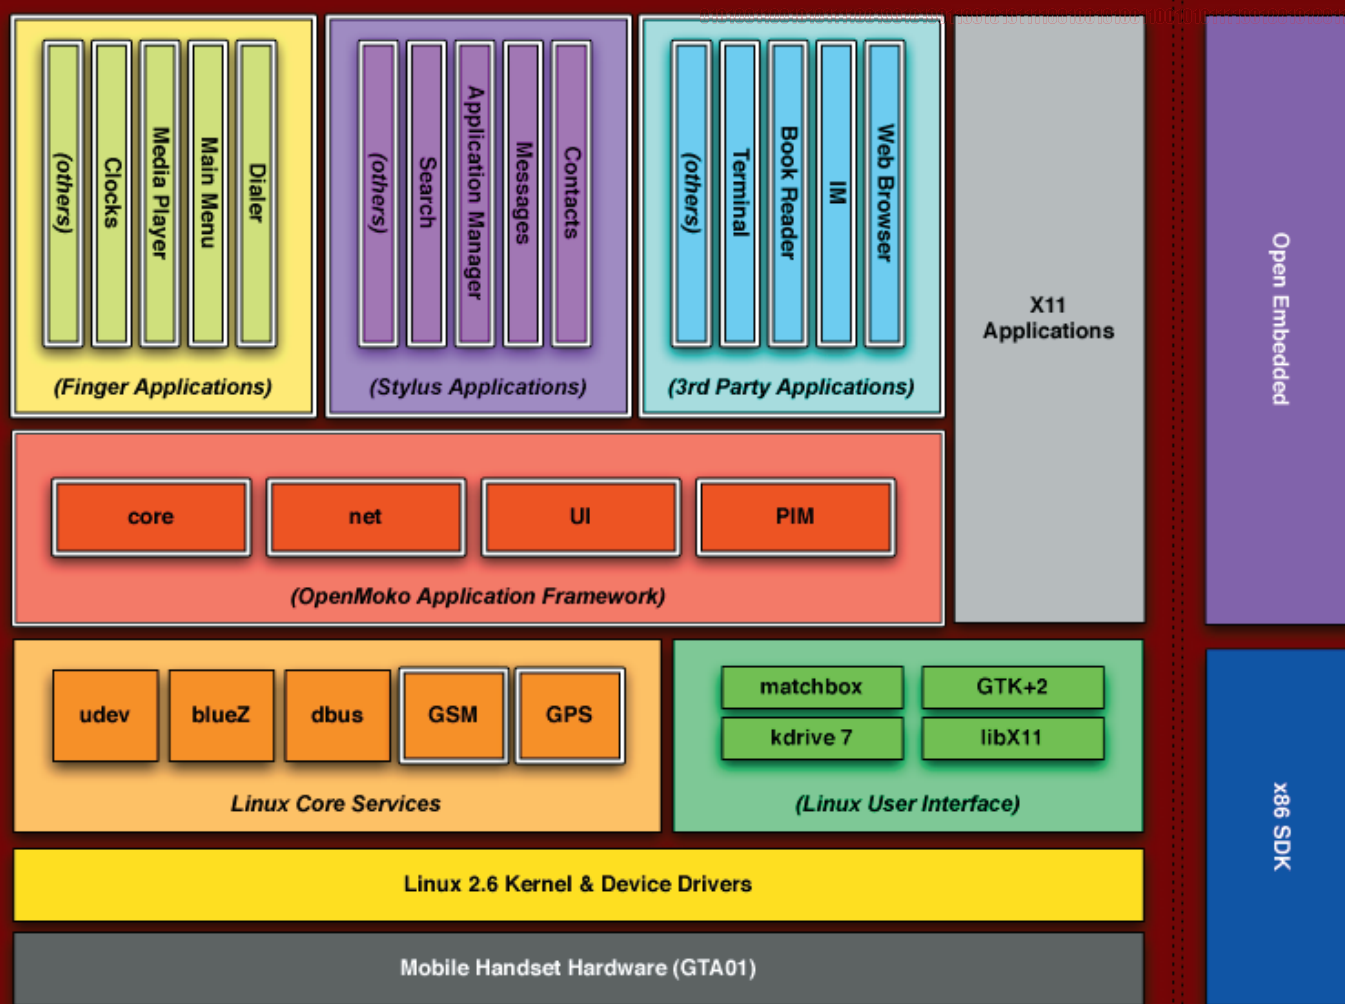 (others)
Clocks
Media Player
Main Menu
Dialer
(Finger Applications)
(others)
Search
Application Manager
Messages
Contacts
(Stylus Applications)
(others)
Terminal
Book Reader
IM
Web Browser
(3rd Party Applications)
X11
Applications
Open Embedded
core
net
UI
PIM
(OpenMoko Application Framework)
udev
blueZ
dbus
GSM
GPS
Linux Core Services
matchbox
GTK+2
kdrive 7
libX11
(Linux User Interface)
x86 SDK
Linux 2.6 Kernel & Device Drivers
Mobile Handset Hardware (GTA01)